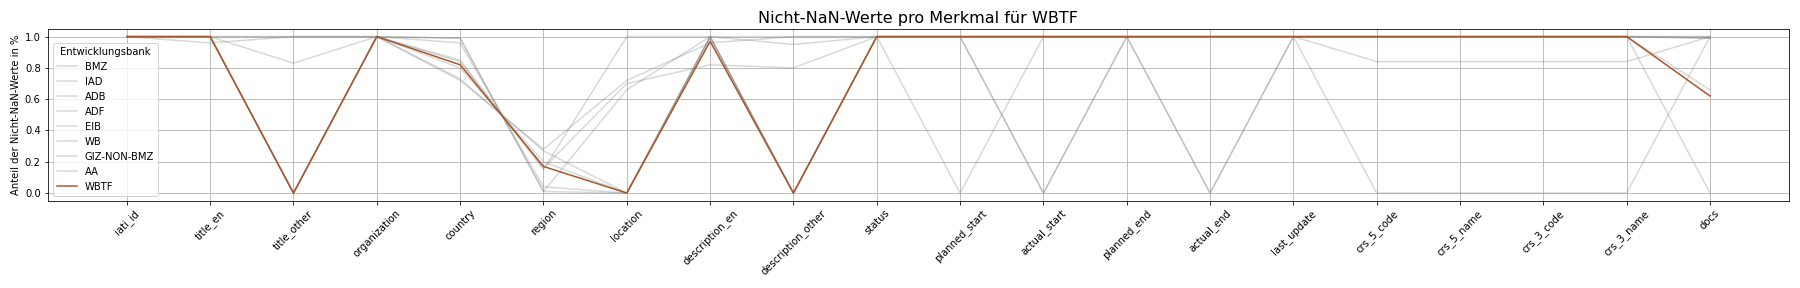 Nicht-NaN-Werte pro Merkmal für WBTF
Anteil der Nicht-NaN-Werte in %
1.0
0.8
0.6
0.4
0.2
0.0
Entwicklungsbank
BMZ
IAD
ADB
ADF
EIB
WB
GIZ-NON-BMZ
AA
WBTF
iati_id
title_en
title_other
organization
country
region
location
description_en
description_other
status
planned_start
actual_start
planned_end
actual_end
last_update
crs_5_code
crs_5_name
crs_3_code
crs_3_name
docs